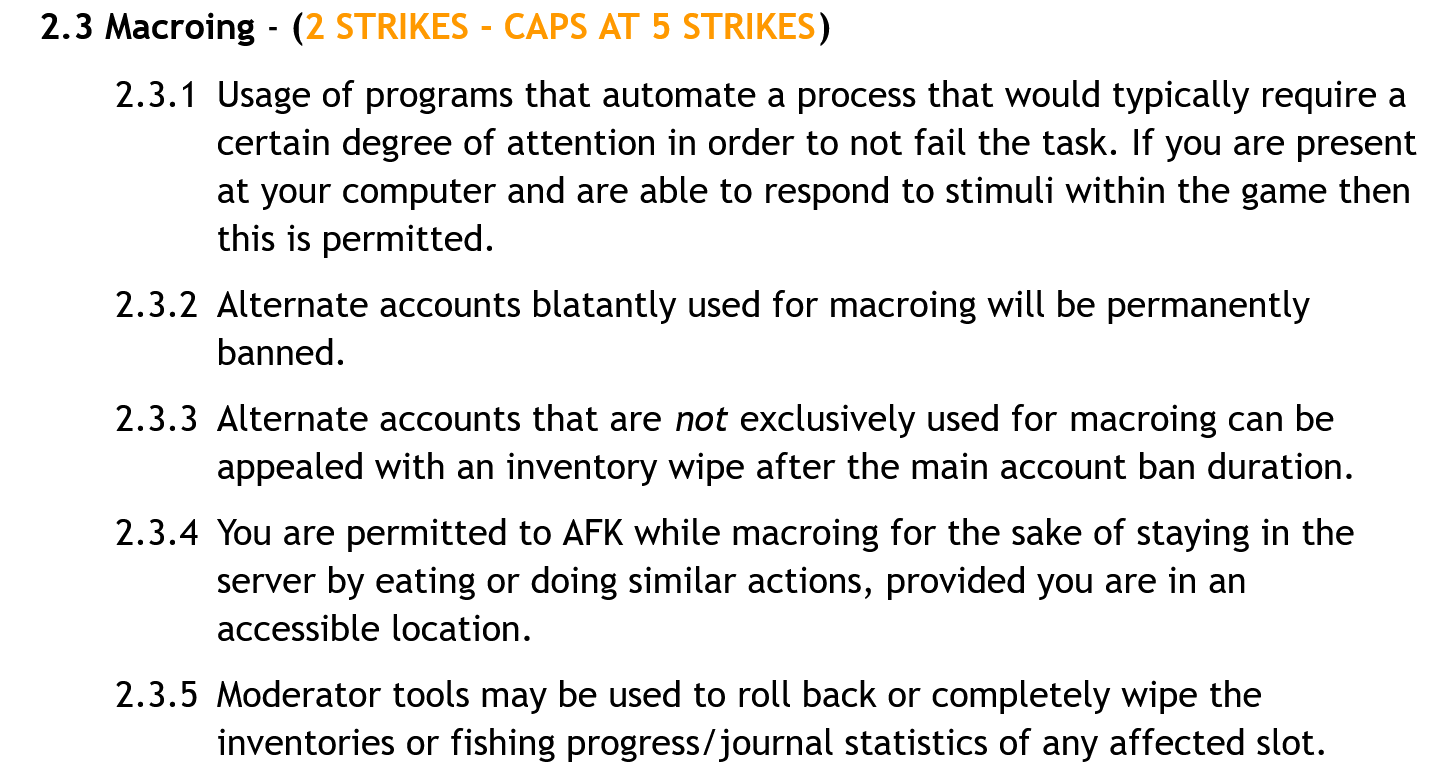 2.3 Macroing - (2 STRIKES - CAPS AT 5 STRIKES)
2.3.1 Usage of programs that automate a process that would typically require a
certain degree of attention in order to not fail the task. If you are present
at your computer and are able to respond to stimuli within the game then
this is permitted.
2.3.2 Alternate accounts blatantly used for macroing will be permanently
banned.
2.3.3 Alternate accounts that are not exclusively used for macroing can be
appealed with an inventory wipe after the main account ban duration.
2.3.4 You are permitted to AFK while macroing for the sake of staying in the
server by eating or doing similar actions, provided you are in an
accessible location.
2.3.5 Moderator tools may be used to roll back or completely wipe the
inventories or fishing progress/journal statistics of any affected slot.